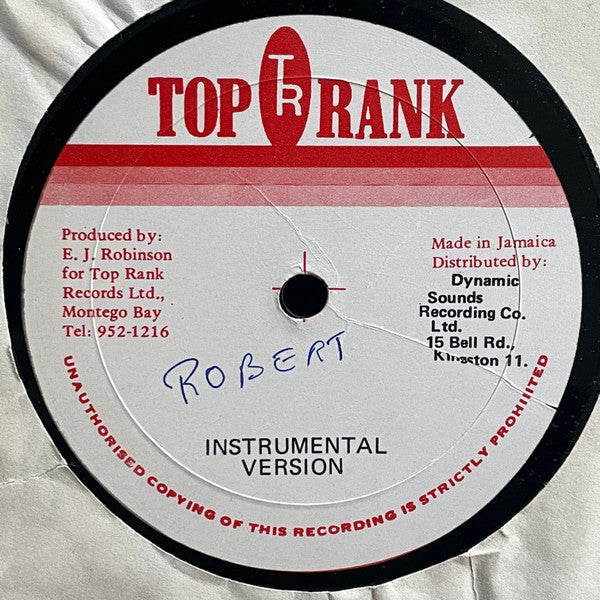 TOP TR RANK
Produced by:
E. J. Robinson
for Top Rank
Records Ltd.,
Montego Bay
Tel: 952-1216
Made in Jamaica
Distributed by:
Dynamic
Sounds
Recording Co.
Ltd.
15 Bell Rd.,
Kingston 11.
ROBERT
INSTRUMENTAL
VERSION
UNAUTHORISED COPYING OF THIS RECORDING IS STRICTLY PROHIIITED